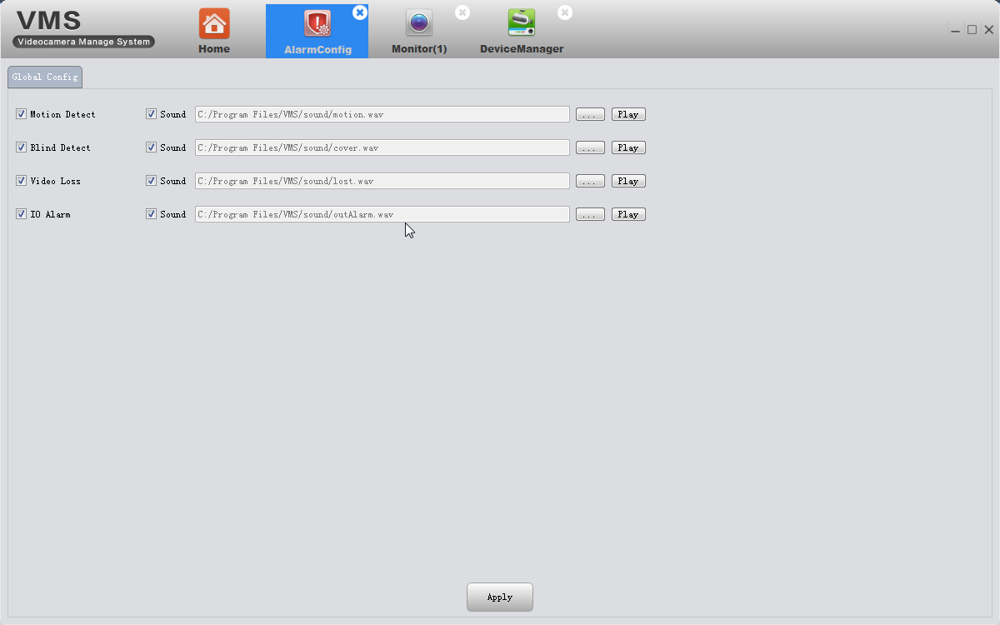 VMS
Videocamera Manage System
Home
AlarmConfig
Monitor(1)
DeviceManager
Global Config
Motion Detect Sound C:/Program Files/VMS/sound/motion.wav ... Play
Blind Detect Sound C:/Program Files/VMS/sound/cover.wav ... Play
Video Loss Sound C:/Program Files/VMS/sound/lost.wav ... Play
IO Alarm Sound C:/Program Files/VMS/sound/outAlarm.wav ... Play
Apply